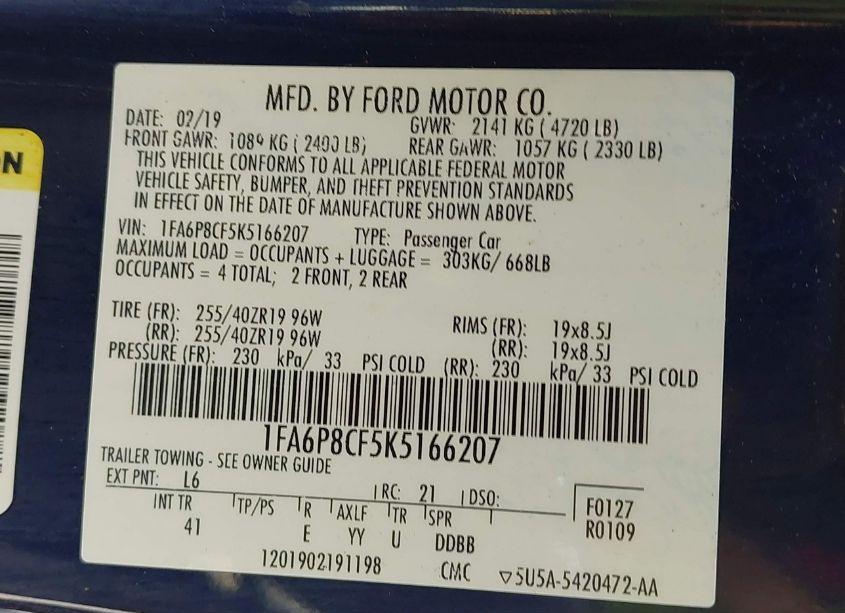 MFD. BY FORD MOTOR CO.
DATE: 02/19 GVWR: 2141 KG ( 4720 LB)
FRONT GAWR: 1089 KG ( 2400 LB) REAR GAWR: 1057 KG ( 2330 LB)
THIS VEHICLE CONFORMS TO ALL APPLICABLE FEDERAL MOTOR
VEHICLE SAFETY, BUMPER, AND THEFT PREVENTION STANDARDS
IN EFFECT ON THE DATE OF MANUFACTURE SHOWN ABOVE.
VIN: 1FA6P8CF5K5166207 TYPE: Passenger Car
MAXIMUM LOAD = OCCUPANTS + LUGGAGE = 303KG/ 668LB
OCCUPANTS = 4 TOTAL; 2 FRONT, 2 REAR
TIRE (FR): 255/40ZR19 96W RIMS (FR): 19x8.5J
(RR): 255/40ZR19 96W (RR): 19x8.5J
PRESSURE (FR): 230 kPa/ 33 PSI COLD (RR): 230 kPa/ 33 PSI COLD
1FA6P8CF5K5166207
TRAILER TOWING - SEE OWNER GUIDE
EXT PNT: L6 RC: 21 DSO: F0127
INT TR TP/PS R AXLE TR SPR R0109
41 E YY U DDBB
1201902191198 CMC ▽5U5A-5420472-AA
N